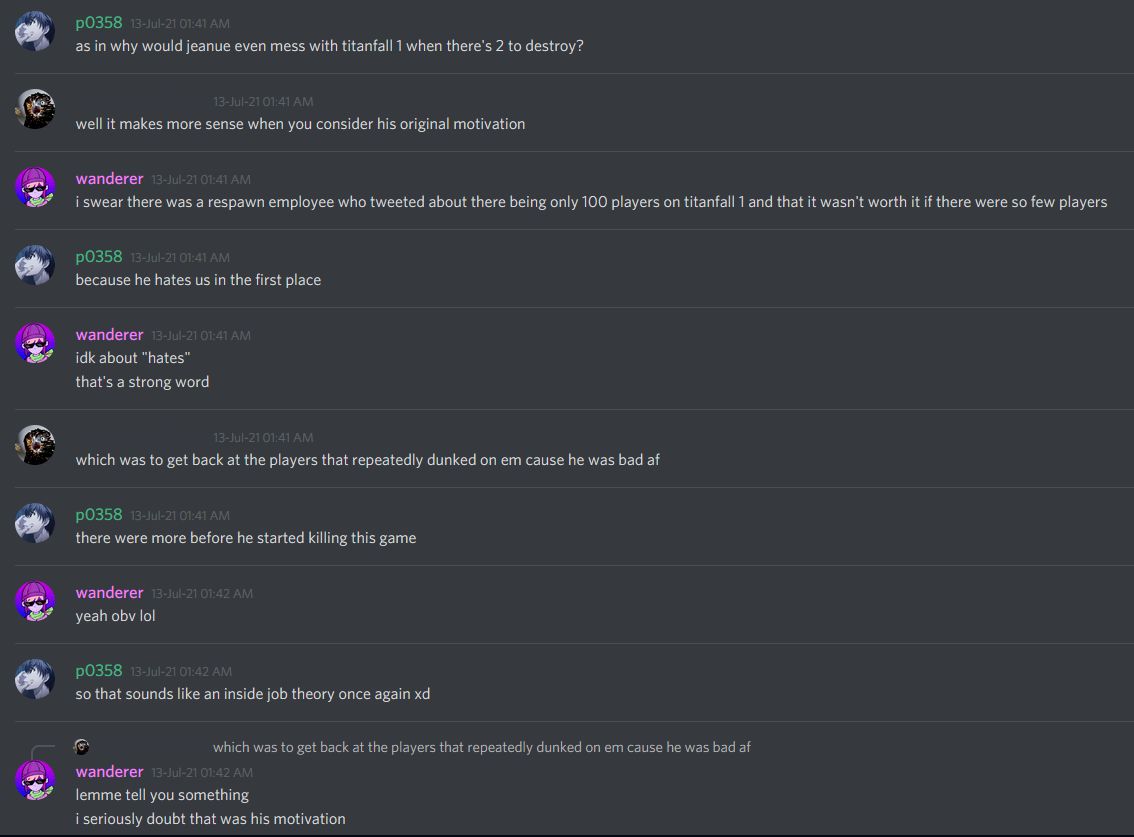 p0358 13-Jul-21 01:41 AM
as in why would jeanue even mess with titanfall 1 when there's 2 to destroy?
13-Jul-21 01:41 AM
well it makes more sense when you consider his original motivation
wanderer 13-Jul-21 01:41 AM
i swear there was a respawn employee who tweeted about there being only 100 players on titanfall 1 and that it wasn't worth it if there were so few players
p0358 13-Jul-21 01:41 AM
because he hates us in the first place
wanderer 13-Jul-21 01:41 AM
idk about "hates"
that's a strong word
13-Jul-21 01:41 AM
which was to get back at the players that repeatedly dunked on em cause he was bad af
p0358 13-Jul-21 01:41 AM
there were more before he started killing this game
wanderer 13-Jul-21 01:42 AM
yeah obv lol
p0358 13-Jul-21 01:42 AM
so that sounds like an inside job theory once again xd
which was to get back at the players that repeatedly dunked on em cause he was bad af
wanderer 13-Jul-21 01:42 AM
lemme tell you something
i seriously doubt that was his motivation